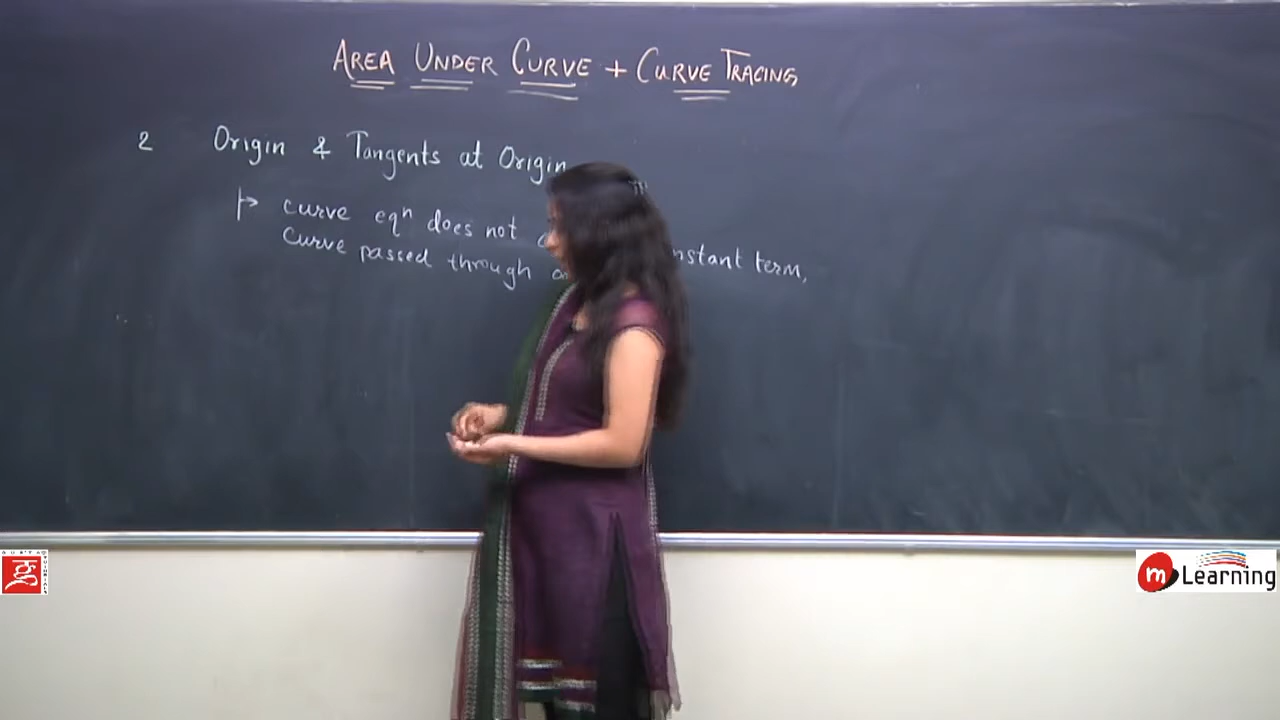 AREA UNDER CURVE + CURVE TRACING
2 Origin & Tangents at Origin
curve eqn does not nstant term,
curve passed through
m Learning